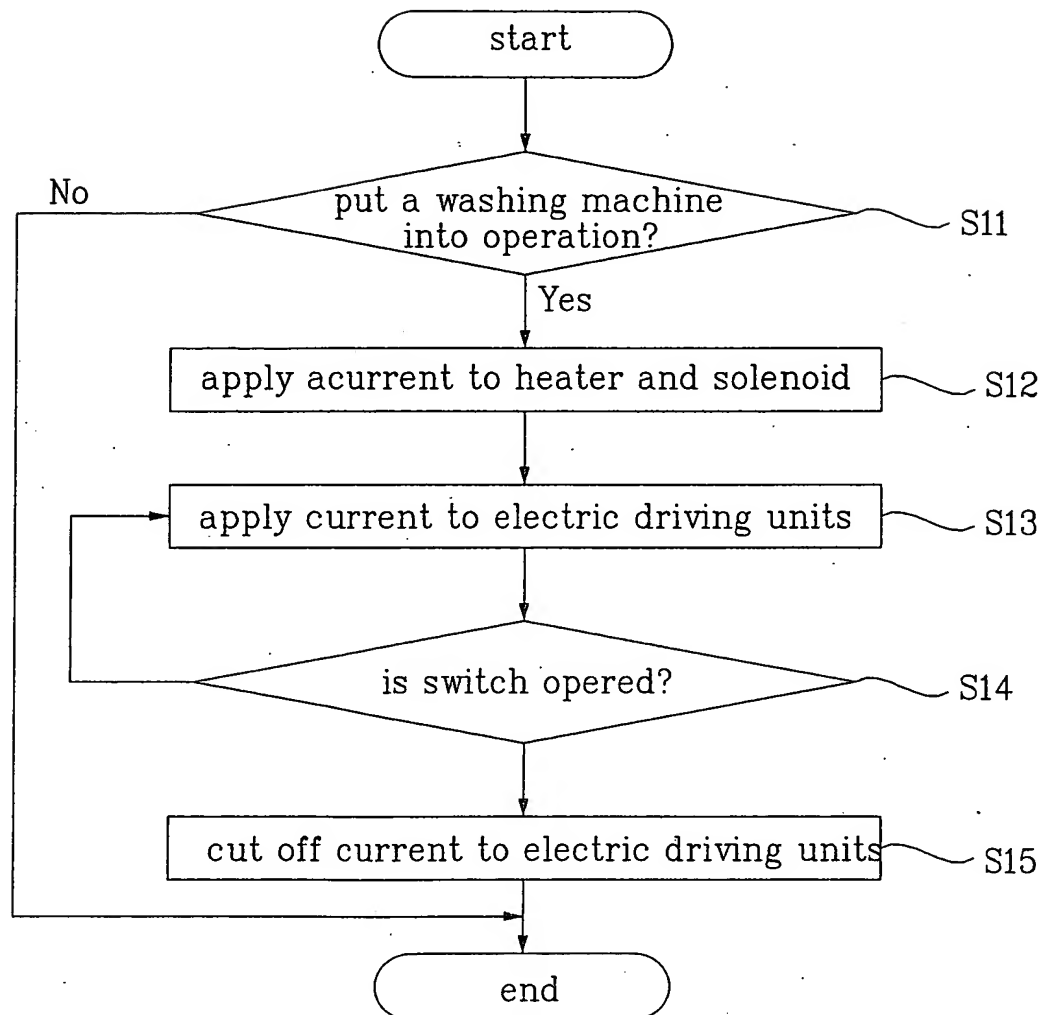 start
No
put a washing machine
into operation?
S11
Yes
apply acurrent to heater and solenoid
S12
apply current to electric driving units
S13
is switch opered?
S14
cut off current to electric driving units
S15
end